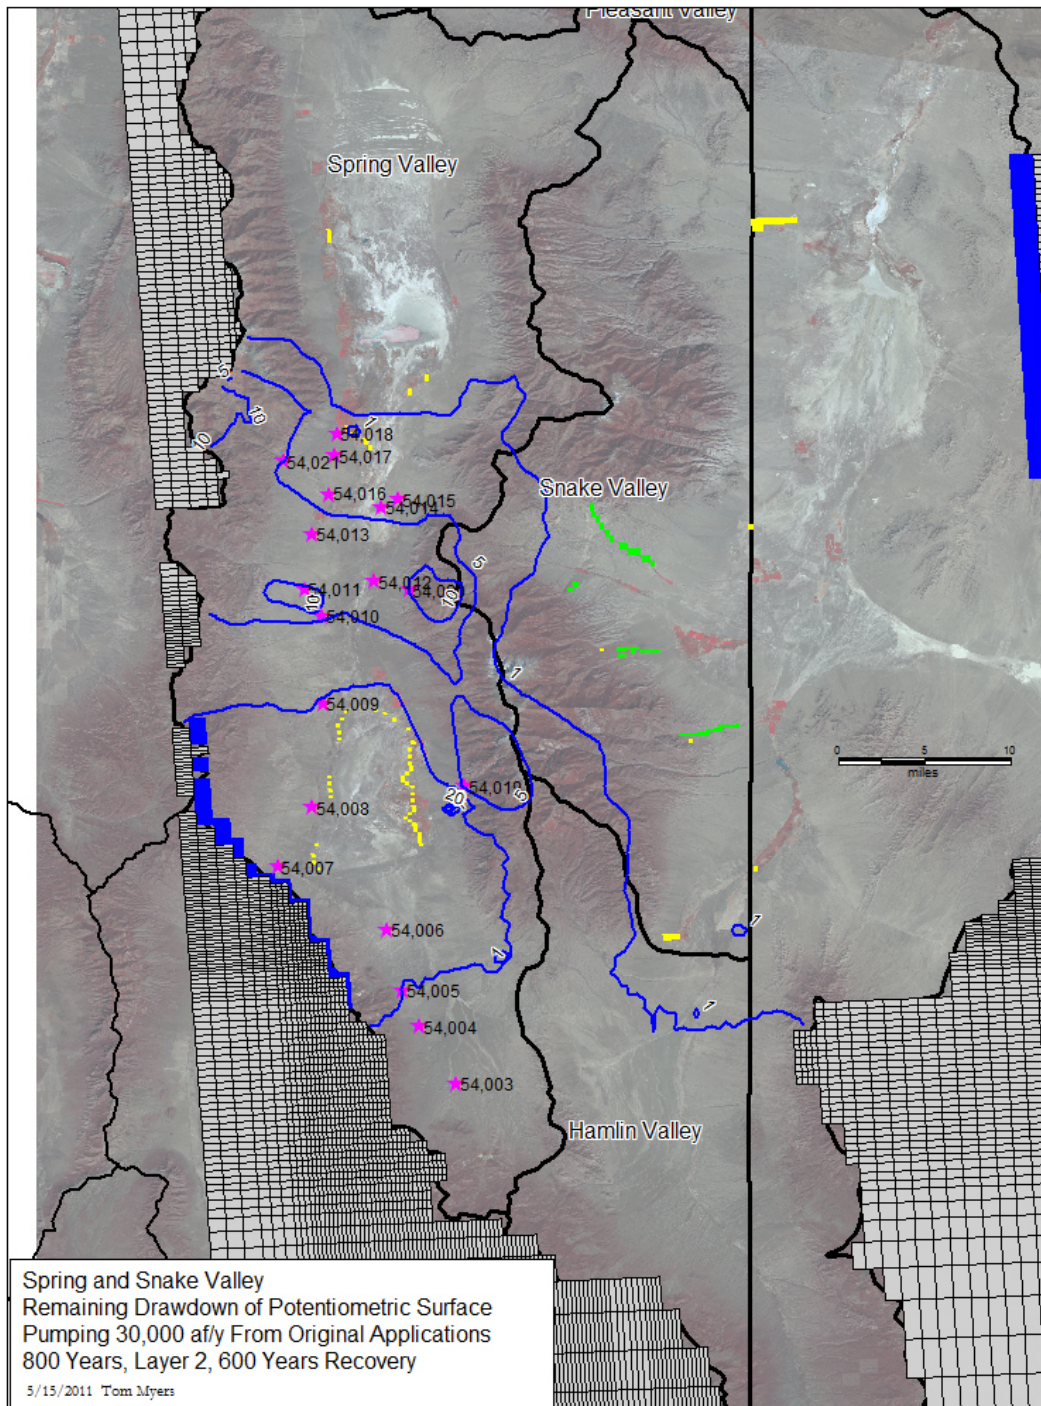 Pleasant Valley
Spring Valley
5
10
10
1
54,018
54,017
54,021
54,016
54,015
54,014
Snake Valley
54,013
5
54,012
54,011
10
10
54,010
1
54,009
0 5 10
miles
54,019
20
5
54,008
54,007
54,006
1
1
54,005
1
54,004
54,003
Hamlin Valley
Spring and Snake Valley
Remaining Drawdown of Potentiometric Surface
Pumping 30,000 af/y From Original Applications
800 Years, Layer 2, 600 Years Recovery
5/15/2011 Tom Myers